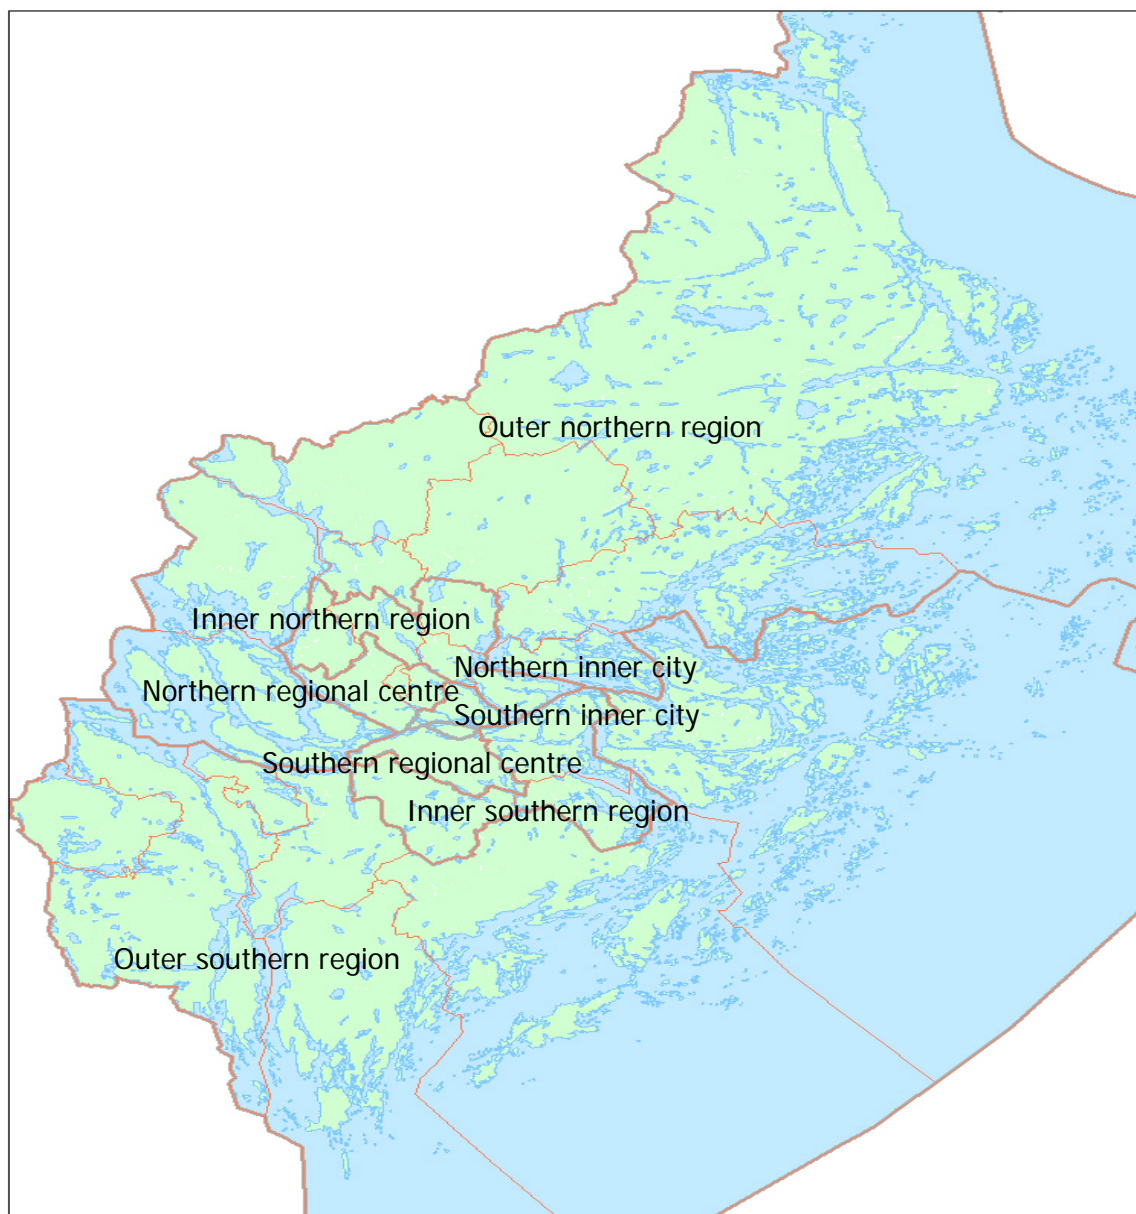 Outer northern region
Inner northern region
Northern inner city
Northern regional centre
Southern inner city
Southern regional centre
Inner southern region
Outer southern region